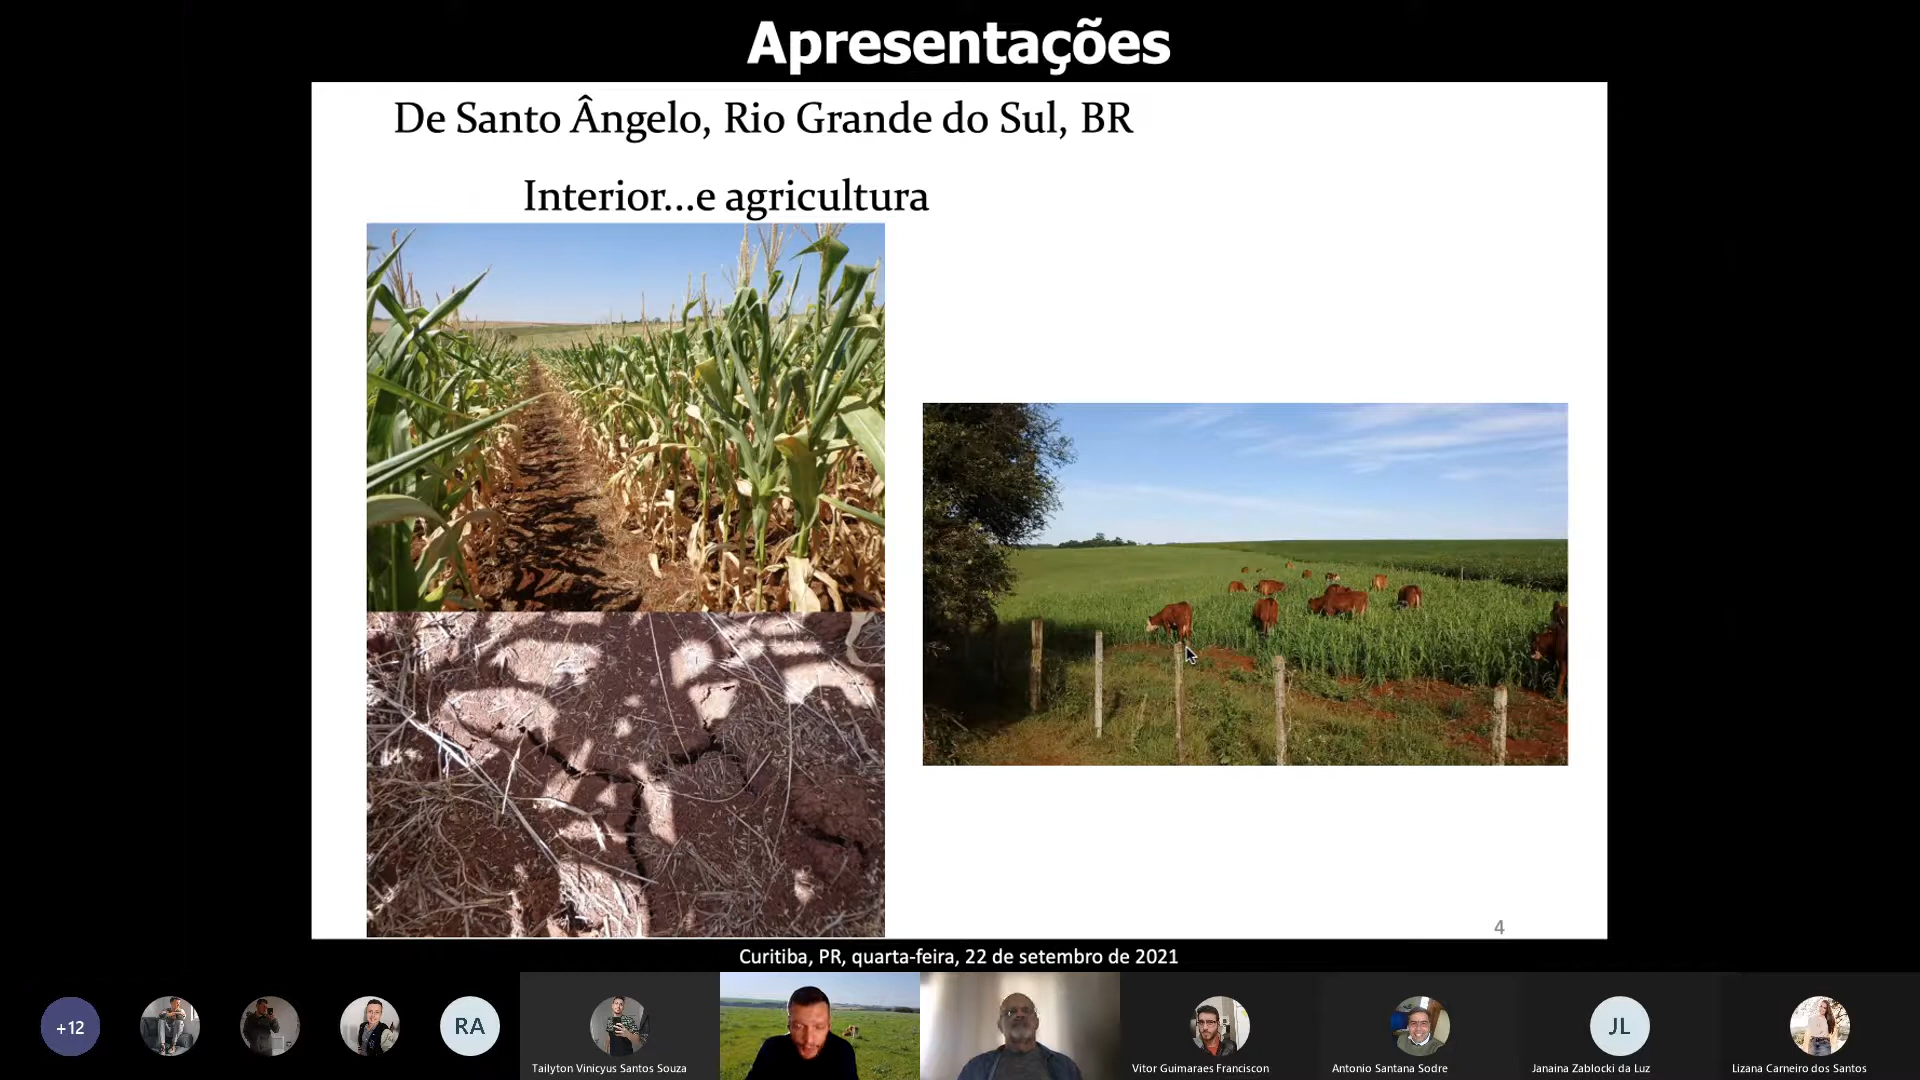 Apresentações
De Santo Ângelo, Rio Grande do Sul, BR
Interior...e agricultura
4
Curitiba, PR, quarta-feira, 22 de setembro de 2021
+12
RA
JL
Tailyton Vinicyus Santos Souza
Vitor Guimaraes Franciscon
Antonio Santana Sodre
Janaina Zablocki da Luz
Lizana Carneiro dos Santos